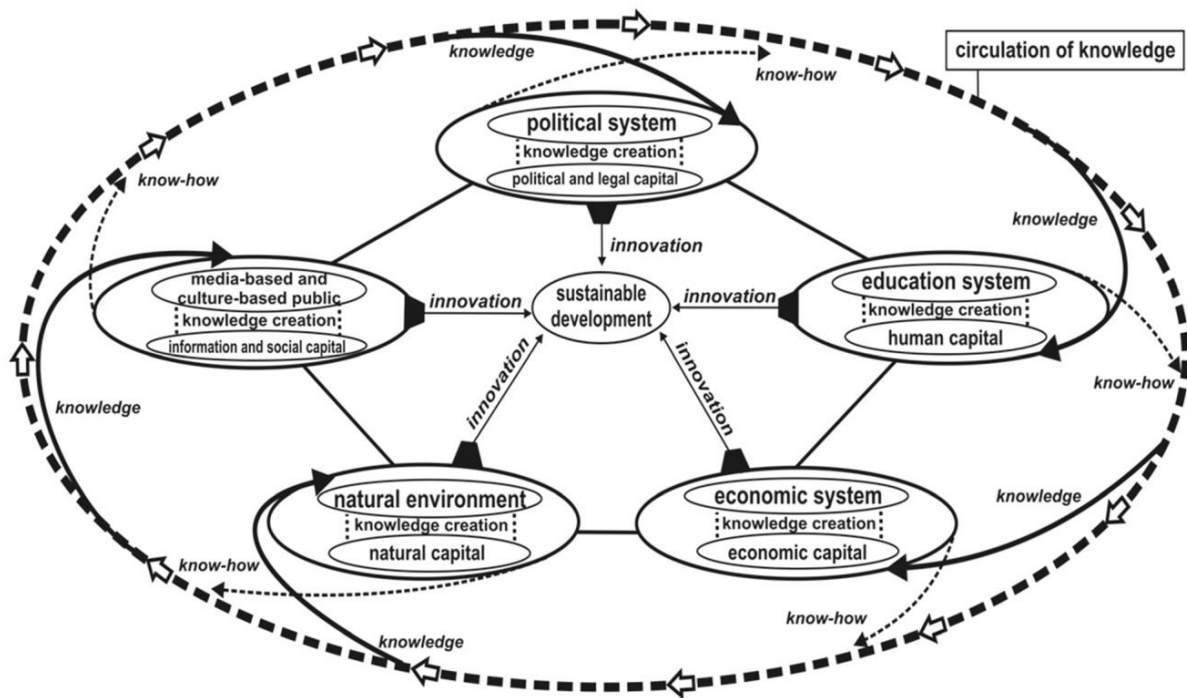 knowledge
circulation of knowledge
know-how
political system
knowledge creation
political and legal capital
know-how
knowledge
innovation
media-based and
culture-based public
knowledge creation
information and social capital
innovation
sustainable
development
innovation
education system
knowledge creation
human capital
know-how
knowledge
innovation
innovation
natural environment
knowledge creation
natural capital
economic system
knowledge creation
economic capital
knowledge
know-how
know-how
knowledge